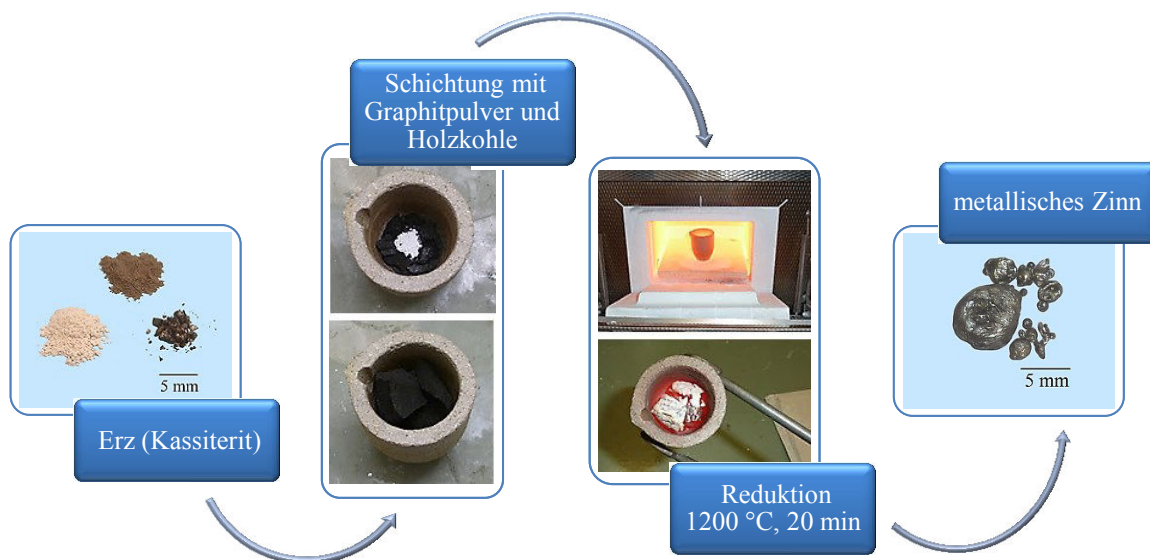 Erz (Kassiterit)
5 mm
Schichtung mit
Graphitpulver und
Holzkohle
Reduktion
1200 °C, 20 min
metallisches Zinn
5 mm